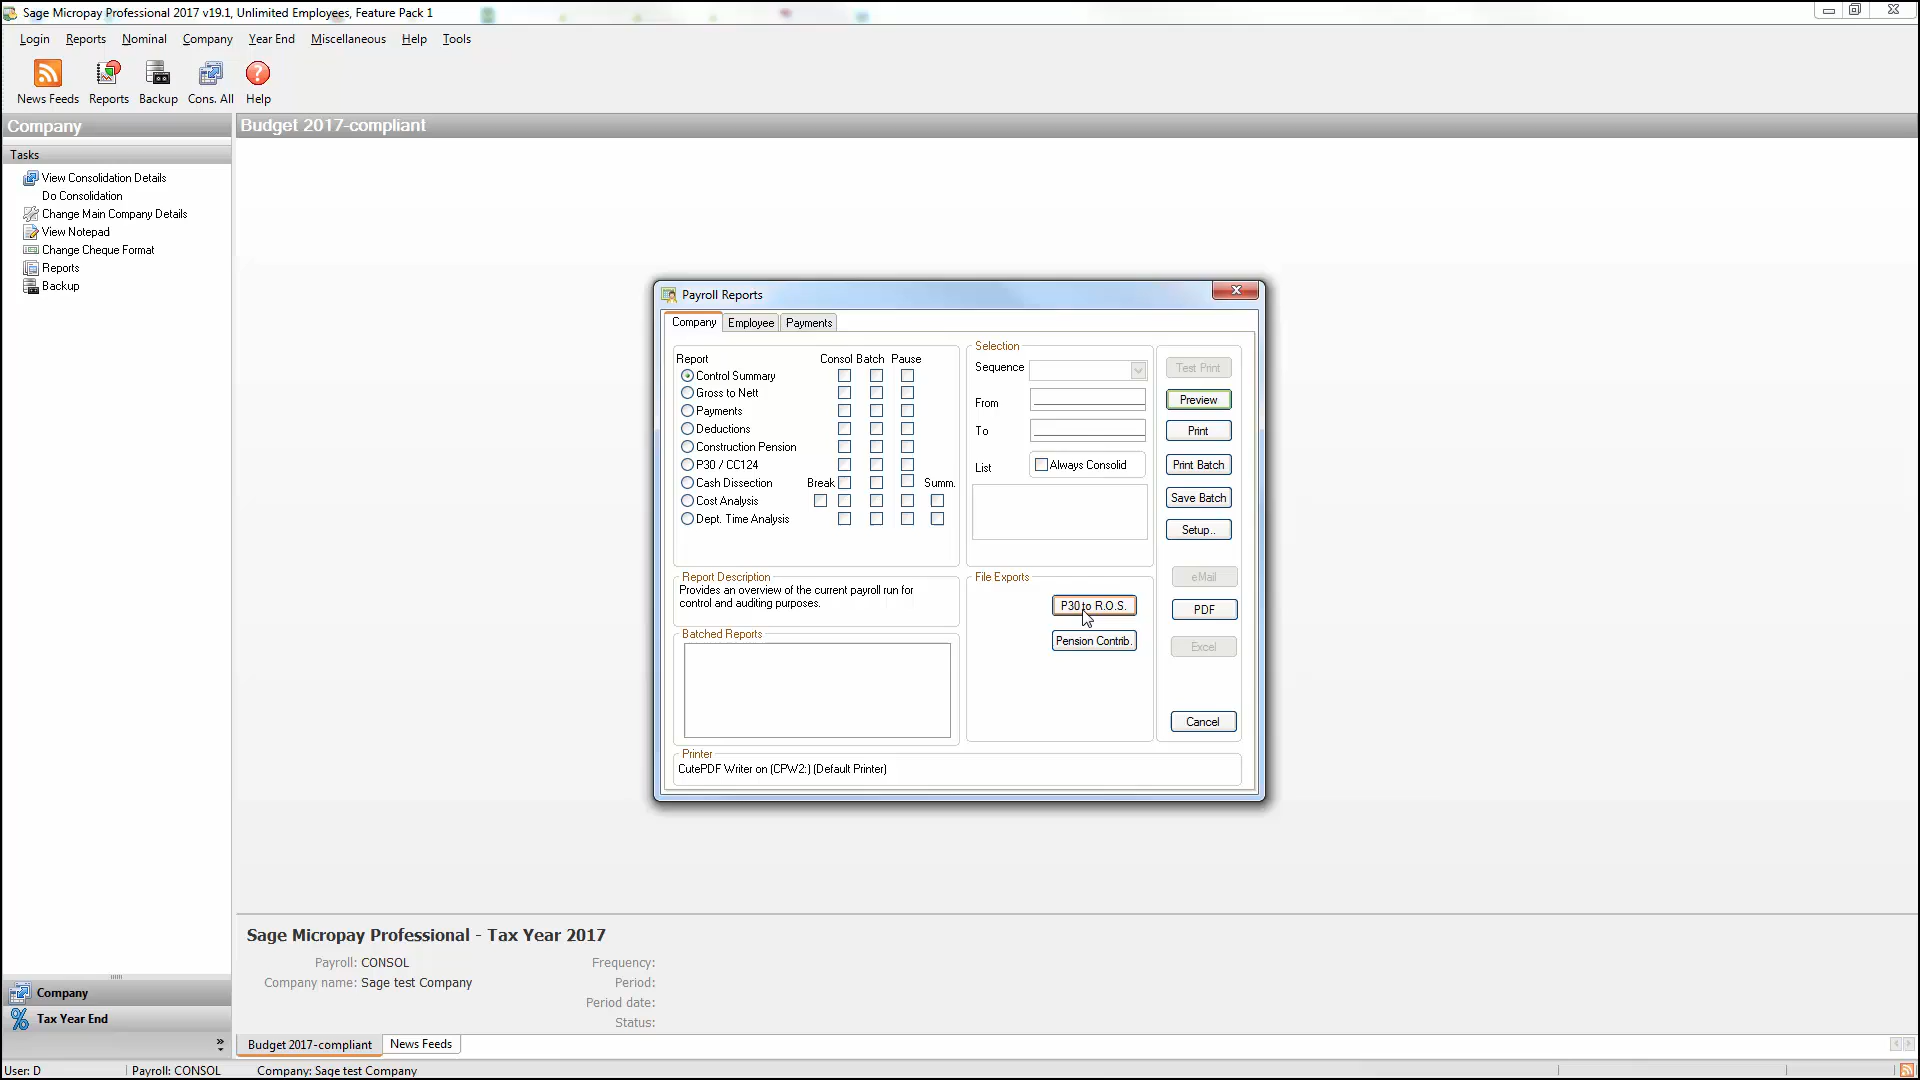 Sage Micropay Professional 2017 v19.1, Unlimited Employees, Feature Pack 1
Login Reports Nominal Company Year End Miscellaneous Help Tools
News Feeds Reports Backup Cons. All Help
Company
Budget 2017-compliant
Tasks
View Consolidation Details
Do Consolidation
Change Main Company Details
View Notepad
Change Cheque Format
Reports
Backup
Payroll Reports
Company Employee Payments
Report Consol Batch Pause
Control Summary
Gross to Nett
Payments
Deductions
Construction Pension
P30 / CC124
Cash Dissection Break Summ.
Cost Analysis
Dept. Time Analysis
Selection
Sequence
From
To
List Always Consolid
Test Print
Preview
Print
Print Batch
Save Batch
Setup..
Report Description
Provides an overview of the current payroll run for
control and auditing purposes.
File Exports
P30 to R.O.S.
Pension Contrib.
eMail
PDF
Excel
Cancel
Batched Reports
Printer
CutePDF Writer on (CPW2:) (Default Printer)
Sage Micropay Professional - Tax Year 2017
Payroll: CONSOL Frequency:
Company name: Sage test Company Period:
Period date:
Status:
Company
Tax Year End
Budget 2017-compliant News Feeds
User: D Payroll: CONSOL Company: Sage test Company